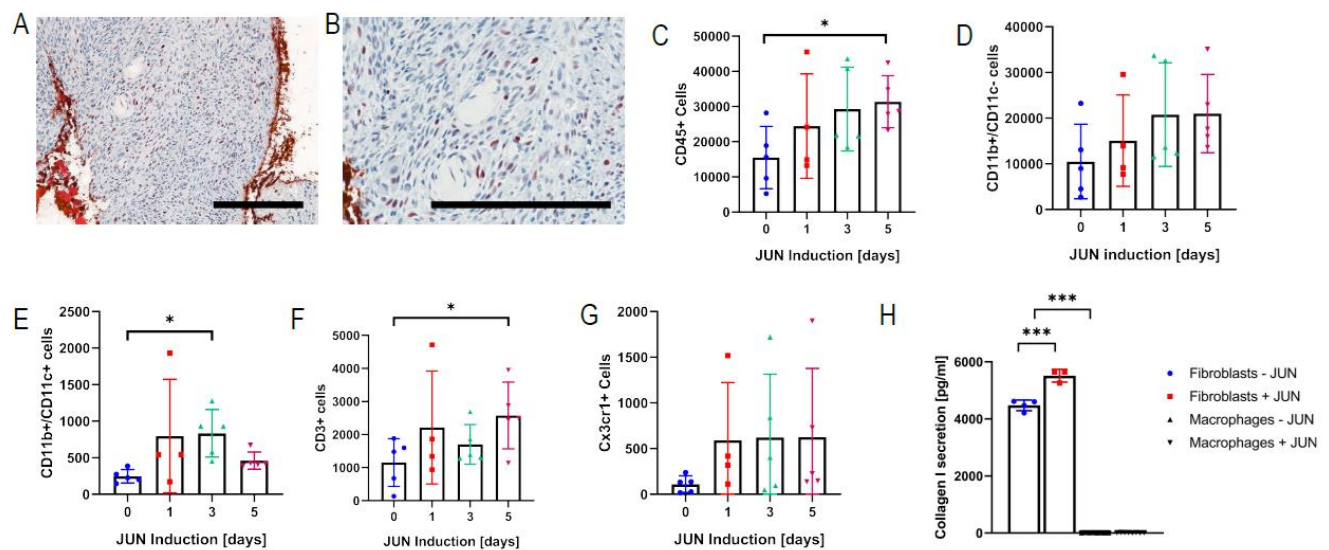 A
B
C
CD45+ Cells
50000
40000
30000
20000
10000
0
*
0 1 3 5
JUN Induction [days]
D
CD11b+/CD11c- cells
40000
30000
20000
10000
0
0 1 3 5
JUN induction [days]
E
CD11b+/CD11c+ cells
2500
2000
1500
1000
500
0
*
0 1 3 5
JUN Induction [days]
F
CD3+ cells
5000
4000
3000
2000
1000
0
*
0 1 3 5
JUN Induction [days]
G
Cx3cr1+ Cells
2000
1500
1000
500
0
0 1 3 5
JUN Induction [days]
H
Collagen I secretion [pg/ml]
6000
4000
2000
0
***
***
Fibroblasts - JUN
Fibroblasts + JUN
Macrophages - JUN
Macrophages + JUN